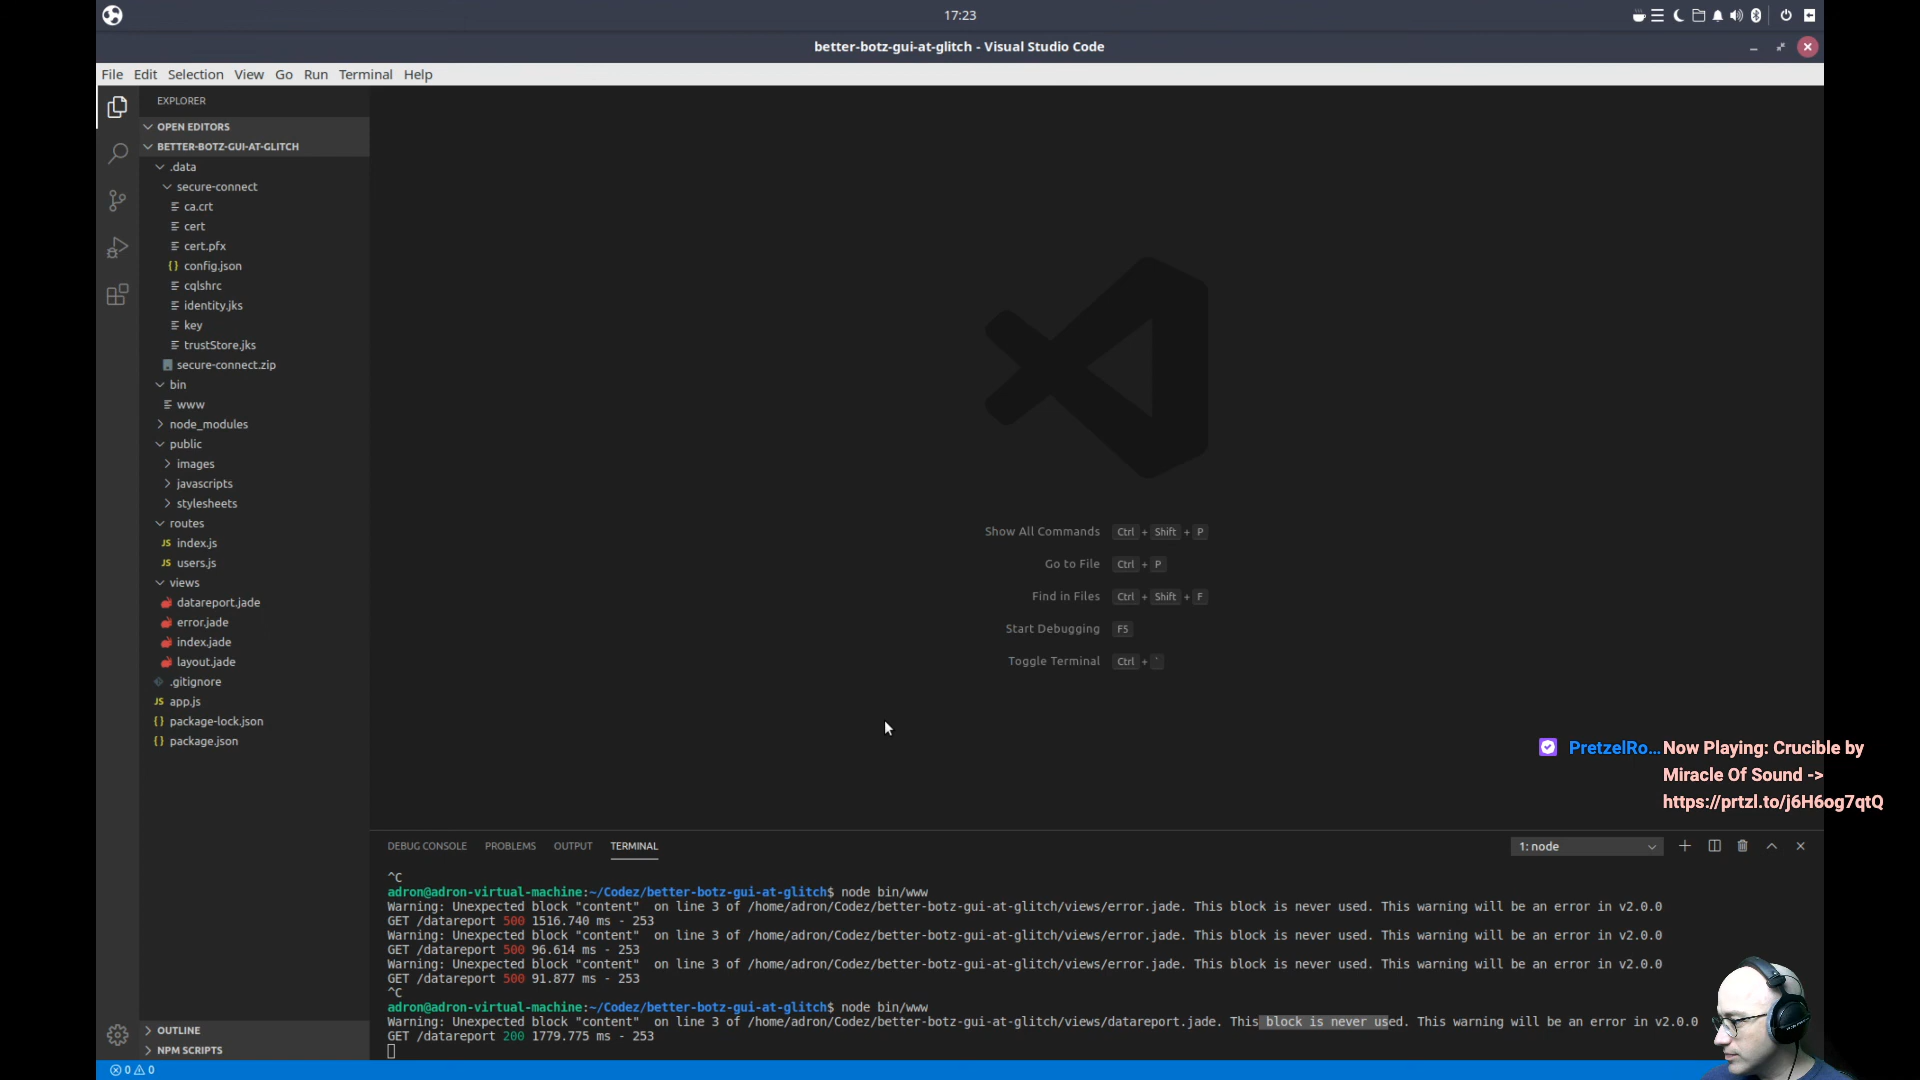 17:23
better-botz-gui-at-glitch - Visual Studio Code
File Edit Selection View Go Run Terminal Help
EXPLORER
OPEN EDITORS
BETTER-BOTZ-GUI-AT-GLITCH
.data
secure-connect
ca.crt
cert
cert.pfx
config.json
cqlshrc
identity.jks
key
trustStore.jks
secure-connect.zip
bin
www
node_modules
public
images
javascripts
stylesheets
routes
JS index.js
JS users.js
views
datareport.jade
error.jade
index.jade
layout.jade
.gitignore
JS app.js
package-lock.json
package.json
OUTLINE
NPM SCRIPTS
0 0
Show All Commands Ctrl + Shift + P
Go to File Ctrl + P
Find in Files Ctrl + Shift + F
Start Debugging F5
Toggle Terminal Ctrl + `
PretzelRo... Now Playing: Crucible by
Miracle Of Sound ->
https://prtzl.to/j6H6og7qtQ
DEBUG CONSOLE PROBLEMS OUTPUT TERMINAL 1: node
^C
adron@adron-virtual-machine:~/Codez/better-botz-gui-at-glitch$ node bin/www
Warning: Unexpected block "content"  on line 3 of /home/adron/Codez/better-botz-gui-at-glitch/views/error.jade. This block is never used. This warning will be an error in v2.0.0
GET /datareport 500 1516.740 ms - 253
Warning: Unexpected block "content"  on line 3 of /home/adron/Codez/better-botz-gui-at-glitch/views/error.jade. This block is never used. This warning will be an error in v2.0.0
GET /datareport 500 96.614 ms - 253
Warning: Unexpected block "content"  on line 3 of /home/adron/Codez/better-botz-gui-at-glitch/views/error.jade. This block is never used. This warning will be an error in v2.0.0
GET /datareport 500 91.877 ms - 253
^C
adron@adron-virtual-machine:~/Codez/better-botz-gui-at-glitch$ node bin/www
Warning: Unexpected block "content"  on line 3 of /home/adron/Codez/better-botz-gui-at-glitch/views/datareport.jade. This block is never used. This warning will be an error in v2.0.0
GET /datareport 200 1779.775 ms - 253